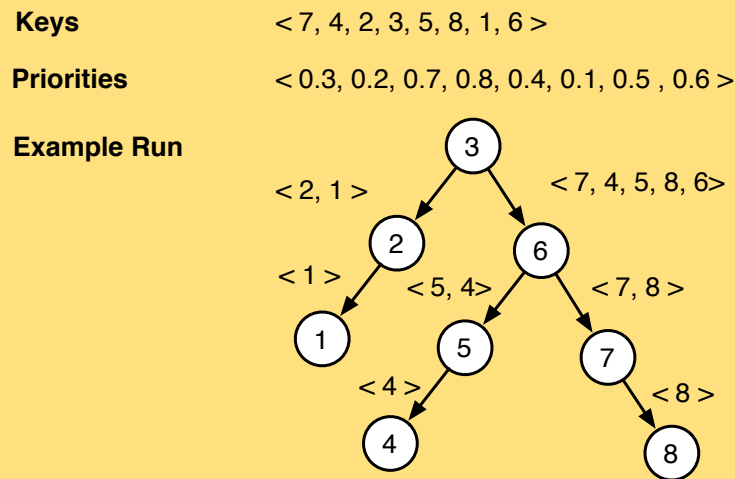 Keys < 7, 4, 2, 3, 5, 8, 1, 6 >
Priorities < 0.3, 0.2, 0.7, 0.8, 0.4, 0.1, 0.5 , 0.6 >
Example Run
3
< 2, 1 > < 7, 4, 5, 8, 6>
2 6
< 1 > < 5, 4> < 7, 8 >
1 5 7
< 4 > < 8 >
4 8